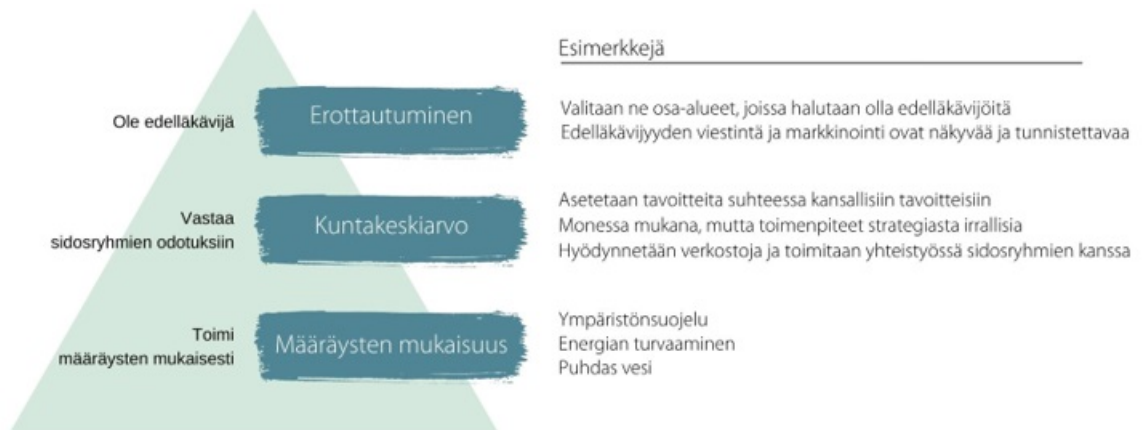 Esimerkkejä
Ole edelläkävijä
Erottautuminen
Valitaan ne osa-alueet, joissa halutaan olla edelläkävijöitä
Edelläkävijyyden viestintä ja markkinointi ovat näkyvää ja tunnistettavaa
Vastaa
sidosryhmien odotuksiin
Kuntakeskiarvo
Asetetaan tavoitteita suhteessa kansallisiin tavoitteisiin
Monessa mukana, mutta toimenpiteet strategiasta irrallisia
Hyödynnetään verkostoja ja toimitaan yhteistyössä sidosryhmien kanssa
Toimi
määräysten mukaisesti
Määräysten mukaisuus
Ympäristönsuojelu
Energian turvaaminen
Puhdas vesi